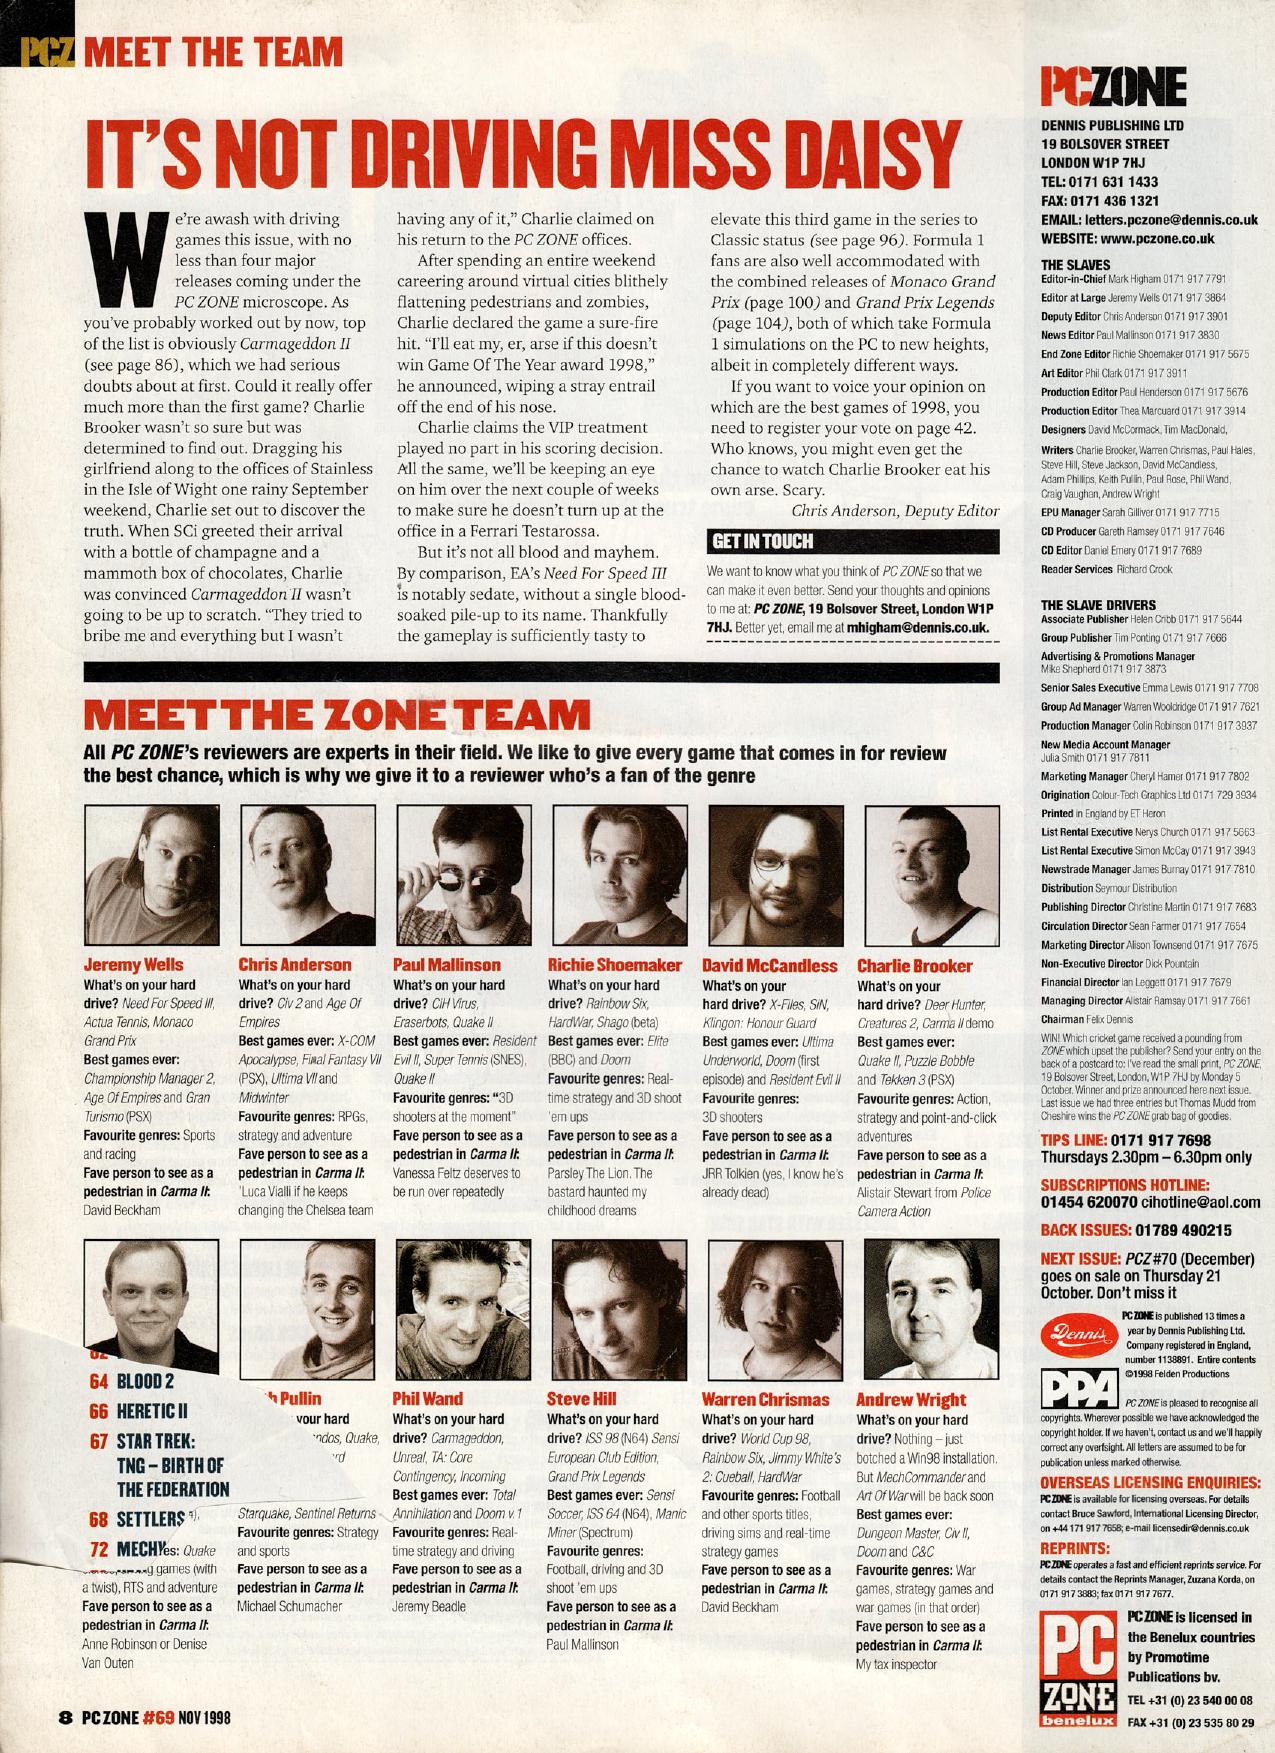 PCZ MEET THE TEAM
IT'S NOT DRIVING MISS DAISY
We're awash with driving
games this issue, with no
less than four major
releases coming under the
PC ZONE microscope. As
you've probably worked out by now, top
of the list is obviously Carmageddon II
(see page 86), which we had serious
doubts about at first. Could it really offer
much more than the first game? Charlie
Brooker wasn't so sure but was
determined to find out. Dragging his
girlfriend along to the offices of Stainless
in the Isle of Wight one rainy September
weekend, Charlie set out to discover the
truth. When SCi greeted their arrival
with a bottle of champagne and a
mammoth box of chocolates, Charlie
was convinced Carmageddon II wasn't
going to be up to scratch. "They tried to
bribe me and everything but I wasn't
having any of it," Charlie claimed on
his return to the PC ZONE offices.
After spending an entire weekend
careering around virtual cities blithely
flattening pedestrians and zombies,
Charlie declared the game a sure-fire
hit. "I'll eat my, er, arse if this doesn't
win Game Of The Year award 1998,"
he announced, wiping a stray entrail
off the end of his nose.
Charlie claims the VIP treatment
played no part in his scoring decision.
All the same, we'll be keeping an eye
on him over the next couple of weeks
to make sure he doesn't turn up at the
office in a Ferrari Testarossa.
But it's not all blood and mayhem.
By comparison, EA's Need For Speed III
is notably sedate, without a single blood-
soaked pile-up to its name. Thankfully
the gameplay is sufficiently tasty to
elevate this third game in the series to
Classic status (see page 96). Formula 1
fans are also well accommodated with
the combined releases of Monaco Grand
Prix (page 100) and Grand Prix Legends
(page 104), both of which take Formula
1 simulations on the PC to new heights,
albeit in completely different ways.
If you want to voice your opinion on
which are the best games of 1998, you
need to register your vote on page 42.
Who knows, you might even get the
chance to watch Charlie Brooker eat his
own arse. Scary.
Chris Anderson, Deputy Editor
GET IN TOUCH
We want to know what you think of PC ZONE so that we
can make it even better. Send your thoughts and opinions
to me at: PC ZONE, 19 Bolsover Street, London W1P
7HJ. Better yet, email me at mhigham@dennis.co.uk.
MEET THE ZONE TEAM
All PC ZONE's reviewers are experts in their field. We like to give every game that comes in for review
the best chance, which is why we give it to a reviewer who's a fan of the genre
Jeremy Wells
What's on your hard
drive? Need For Speed III,
Actua Tennis, Monaco
Grand Prix
Best games ever:
Championship Manager 2,
Age Of Empires and Gran
Turismo (PSX)
Favourite genres: Sports
and racing
Fave person to see as a
pedestrian in Carma II:
David Beckham
Chris Anderson
What's on your hard
drive? Civ 2 and Age Of
Empires
Best games ever: X-COM
Apocalypse, Final Fantasy VII
(PSX), Ultima VII and
Midwinter
Favourite genres: RPGs,
strategy and adventure
Fave person to see as a
pedestrian in Carma II:
'Luca Vialli if he keeps
changing the Chelsea team
Paul Mallinson
What's on your hard
drive? CIH Virus,
Eraserbots, Quake II
Best games ever: Resident
Evil II, Super Tennis (SNES),
Quake II
Favourite genres: "3D
shooters at the moment"
Fave person to see as a
pedestrian in Carma II:
Vanessa Feltz deserves to
be run over repeatedly
Richie Shoemaker
What's on your hard
drive? Rainbow Six,
HardWar, Shago (beta)
Best games ever: Elite
(BBC) and Doom
Favourite genres: Real-
time strategy and 3D shoot
'em ups
Fave person to see as a
pedestrian in Carma II:
Parsley The Lion. The
bastard haunted my
childhood dreams
David McCandless
What's on your
hard drive? X-Files, SiN,
Klingon: Honour Guard
Best games ever: Ultima
Underworld, Doom (first
episode) and Resident Evil II
Favourite genres:
3D shooters
Fave person to see as a
pedestrian in Carma II:
JRR Tolkien (yes, I know he's
already dead)
Charlie Brooker
What's on your
hard drive? Deer Hunter,
Creatures 2, Carma II demo
Best games ever:
Quake II, Puzzle Bobble
and Tekken 3 (PSX)
Favourite genres: Action,
strategy and point-and-click
adventures
Fave person to see as a
pedestrian in Carma II:
Alistair Stewart from Police
Camera Action
62
64 BLOOD 2
66 HERETIC II
67 STAR TREK:
TNG – BIRTH OF
THE FEDERATION
68 SETTLERS
72 MECH
es: Quake
g games (with
a twist), RTS and adventure
Fave person to see as a
pedestrian in Carma II:
Anne Robinson or Denise
Van Outen
h Pullin
your hard
ndos, Quake,
rd
Starquake, Sentinel Returns
Favourite genres: Strategy
and sports
Fave person to see as a
pedestrian in Carma II:
Michael Schumacher
Phil Wand
What's on your hard
drive? Carmageddon,
Unreal, TA: Core
Contingency, Incoming
Best games ever: Total
Annihilation and Doom v.1
Favourite genres: Real-
time strategy and driving
Fave person to see as a
pedestrian in Carma II:
Jeremy Beadle
Steve Hill
What's on your hard
drive? ISS 98 (N64) Sensi
European Club Edition,
Grand Prix Legends
Best games ever: Sensi
Soccer, ISS 64 (N64), Manic
Miner (Spectrum)
Favourite genres:
Football, driving and 3D
shoot 'em ups
Fave person to see as a
pedestrian in Carma II:
Paul Mallinson
Warren Chrismas
What's on your hard
drive? World Cup 98,
Rainbow Six, Jimmy White's
2: Cueball, HardWar
Favourite genres: Football
and other sports titles,
driving sims and real-time
strategy games
Fave person to see as a
pedestrian in Carma II:
David Beckham
Andrew Wright
What's on your hard
drive? Nothing – just
botched a Win98 installation.
But MechCommander and
Art Of War will be back soon
Best games ever:
Dungeon Master, Civ II,
Doom and C&C
Favourite genres: War
games, strategy games and
war games (in that order)
Fave person to see as a
pedestrian in Carma II:
My tax inspector
8 PC ZONE #69 NOV 1998
PCZONE
DENNIS PUBLISHING LTD
19 BOLSOVER STREET
LONDON W1P 7HJ
TEL: 0171 631 1433
FAX: 0171 436 1321
EMAIL: letters.pczone@dennis.co.uk
WEBSITE: www.pczone.co.uk
THE SLAVES
Editor-in-Chief Mark Higham 0171 917 7791
Editor at Large Jeremy Wells 0171 917 3864
Deputy Editor Chris Anderson 0171 917 3901
News Editor Paul Mallinson 0171 917 3830
End Zone Editor Richie Shoemaker 0171 917 5675
Art Editor Phil Clark 0171 917 3911
Production Editor Paul Henderson 0171 917 5676
Production Editor Thea Marcuard 0171 917 3914
Designers David McCormack, Tim MacDonald,
Writers Charlie Brooker, Warren Chrismas, Paul Hales,
Steve Hill, Steve Jackson, David McCandless,
Adam Phillips, Keith Pullin, Paul Rose, Phil Wand,
Craig Vaughan, Andrew Wright
EPU Manager Sarah Gilliver 0171 917 7715
CD Producer Gareth Ramsey 0171 917 7646
CD Editor Daniel Emery 0171 917 7689
Reader Services Richard Crook
THE SLAVE DRIVERS
Associate Publisher Helen Cribb 0171 917 5644
Group Publisher Tim Ponting 0171 917 7666
Advertising & Promotions Manager
Mike Shepherd 0171 917 3873
Senior Sales Executive Emma Lewis 0171 917 7708
Group Ad Manager Warren Wooldridge 0171 917 7621
Production Manager Colin Robinson 0171 917 3937
New Media Account Manager
Julia Smith 0171 917 7811
Marketing Manager Cheryl Hamer 0171 917 7802
Origination Colour-Tech Graphics Ltd 0171 729 3934
Printed in England by ET Heron
List Rental Executive Nerys Church 0171 917 5663
List Rental Executive Simon McCay 0171 917 3943
Newstrade Manager James Burnay 0171 917 7810
Distribution Seymour Distribution
Publishing Director Christine Martin 0171 917 7683
Circulation Director Sean Farmer 0171 917 7654
Marketing Director Alison Townsend 0171 917 7675
Non-Executive Director Dick Pountain
Financial Director Ian Leggett 0171 917 7679
Managing Director Alistair Ramsay 0171 917 7661
Chairman Felix Dennis
WIN! Which cricket game received a pounding from
ZONE which upset the publisher? Send your entry on the
back of a postcard to: I've read the small print, PC ZONE,
19 Bolsover Street, London, W1P 7HJ by Monday 5
October. Winner and prize announced here next issue.
Last issue we had three entries but Thomas Mudd from
Cheshire wins the PC ZONE grab bag of goodies.
TIPS LINE: 0171 917 7698
Thursdays 2.30pm – 6.30pm only
SUBSCRIPTIONS HOTLINE:
01454 620070 cihotline@aol.com
BACK ISSUES: 01789 490215
NEXT ISSUE: PCZ #70 (December)
goes on sale on Thursday 21
October. Don't miss it
Dennis
PC ZONE is published 13 times a
year by Dennis Publishing Ltd.
Company registered in England,
number 1138891. Entire contents
©1998 Felden Productions
PPA
PC ZONE is pleased to recognise all
copyrights. Wherever possible we have acknowledged the
copyright holder. If we haven't, contact us and we'll happily
correct any overfsight. All letters are assumed to be for
publication unless marked otherwise.
OVERSEAS LICENSING ENQUIRIES:
PC ZONE is available for licensing overseas. For details
contact Bruce Sawford, International Licensing Director,
on +44 171 917 7658; e-mail licensedir@dennis.co.uk
REPRINTS:
PC ZONE operates a fast and efficient reprints service. For
details contact the Reprints Manager, Zuzana Korda, on
0171 917 3883; fax 0171 917 7677.
PC ZONE benelux
PC ZONE is licensed in
the Benelux countries
by Promotime
Publications bv.
TEL +31 (0) 23 540 00 08
FAX +31 (0) 23 535 80 29